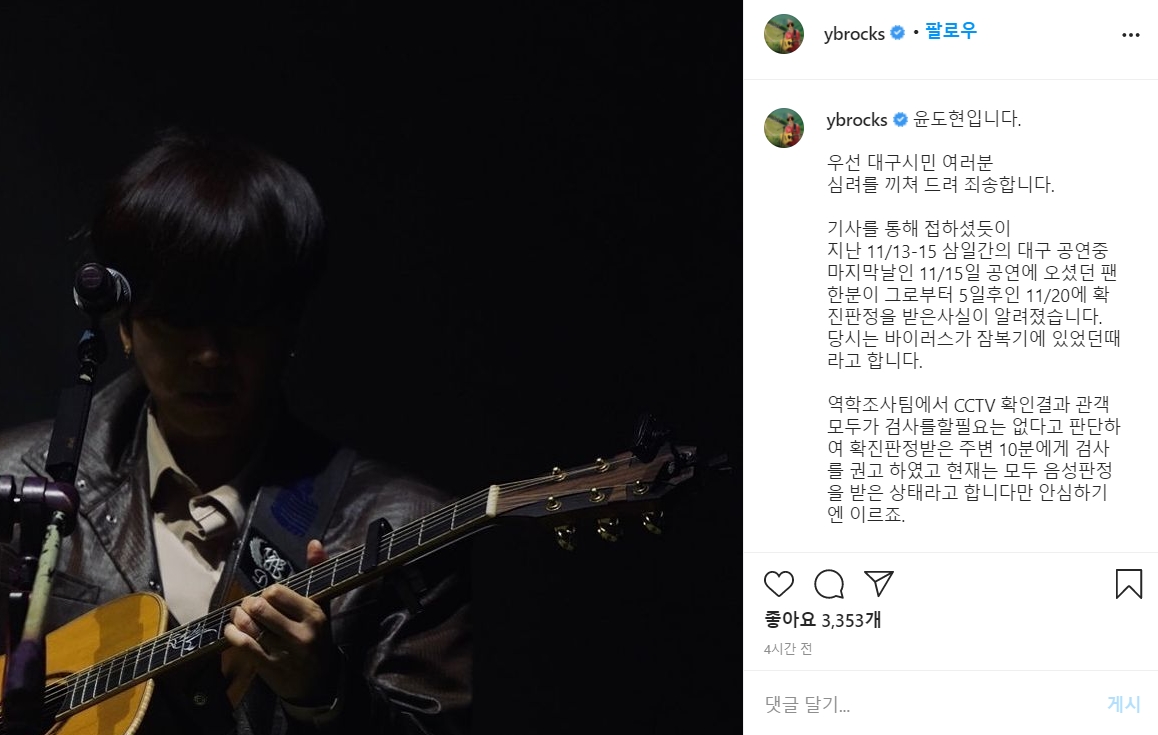 ybrocks • 팔로우
ybrocks 윤도현입니다.
우선 대구시민 여러분
심려를 끼쳐 드려 죄송합니다.
기사를 통해 접하셨듯이
지난 11/13-15 삼일간의 대구 공연중
마지막날인 11/15일 공연에 오셨던 팬
한분이 그로부터 5일후인 11/20에 확
진판정을 받은사실이 알려졌습니다.
당시는 바이러스가 잠복기에 있었던때
라고 합니다.
역학조사팀에서 CCTV 확인결과 관객
모두가 검사를할필요는 없다고 판단하
여 확진판정받은 주변 10분에게 검사
를 권고 하였고 현재는 모두 음성판정
을 받은 상태라고 합니다만 안심하기
엔 이르죠.
좋아요 3,353개
4시간 전
댓글 달기...
게시